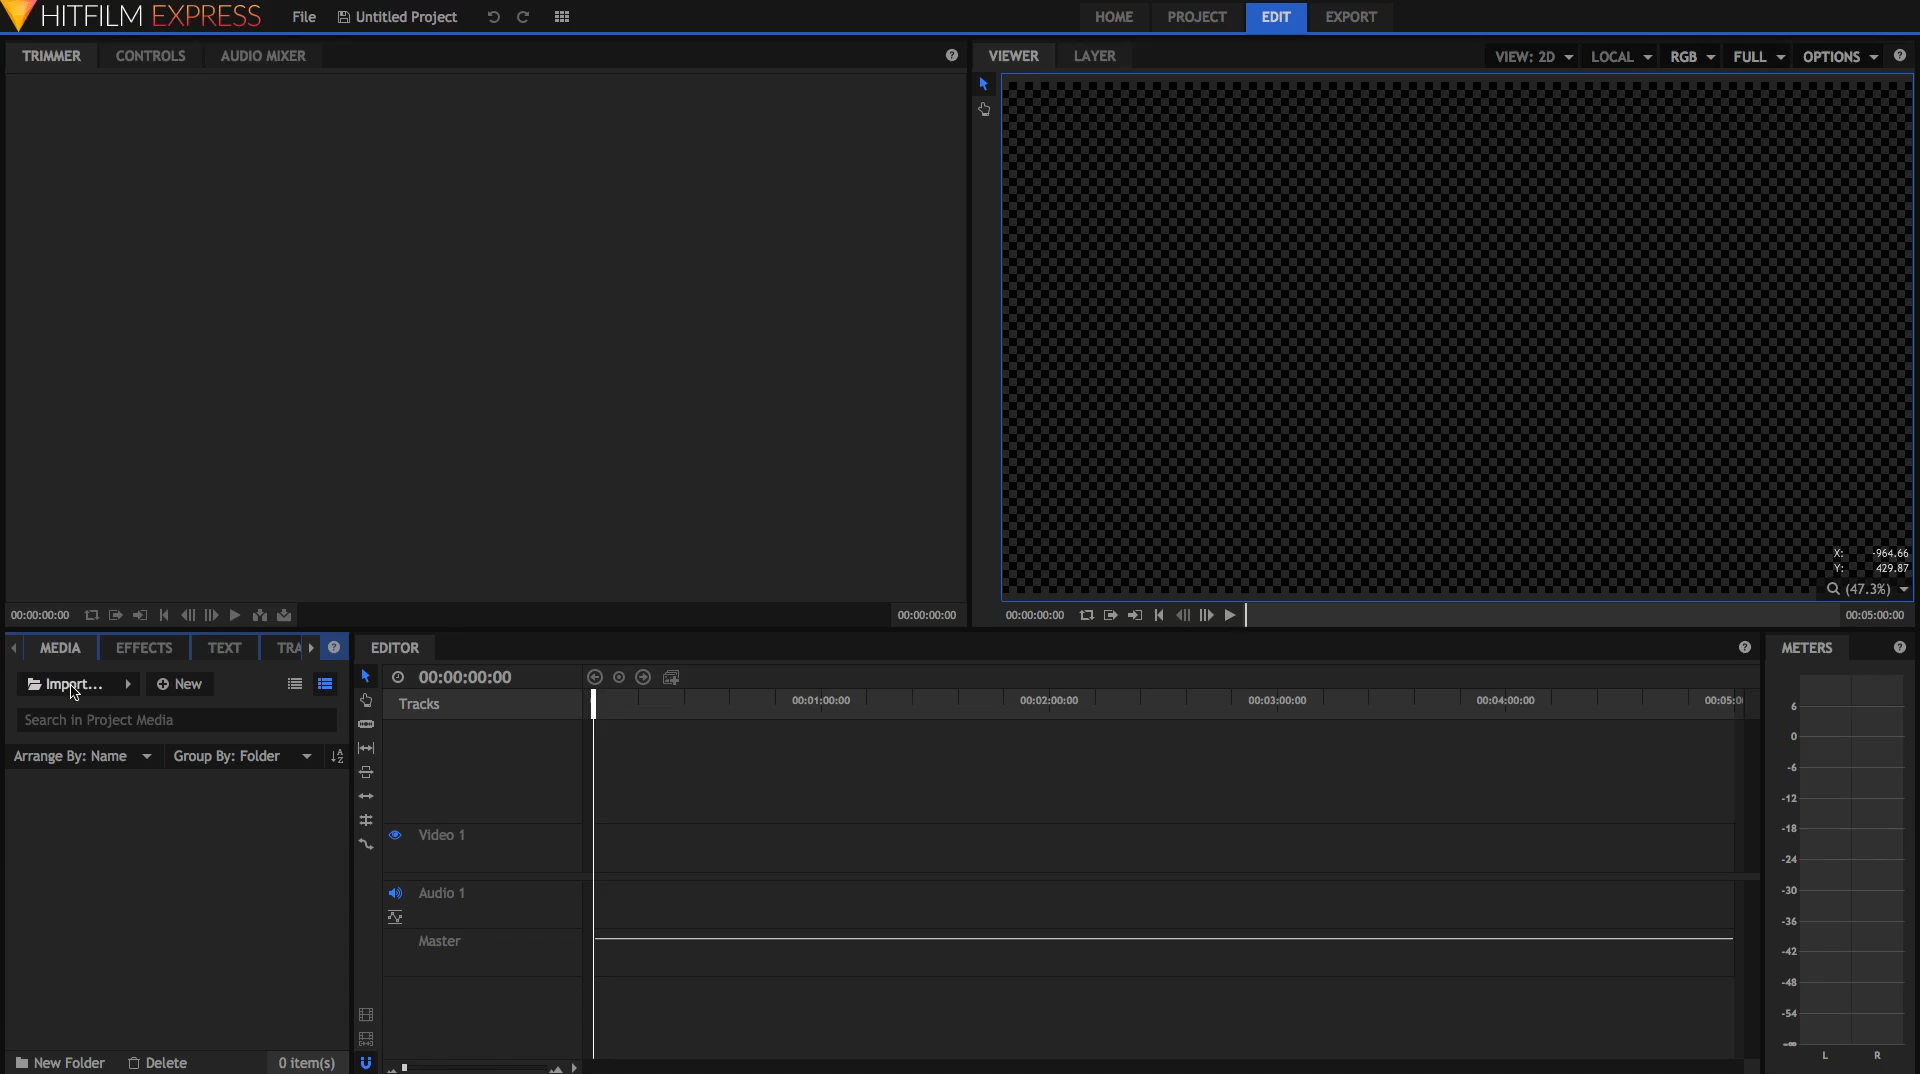 HITFILM EXPRESS File Untitled Project HOME PROJECT EDIT EXPORT
TRIMMER CONTROLS AUDIO MIXER
VIEWER LAYER VIEW: 2D LOCAL RGB FULL OPTIONS
X: -964.66
Y: 429.87
(47.3%)
00:00:00:00 00:00:00:00
00:00:00:00 00:05:00:00
MEDIA EFFECTS TEXT TRA
Import... New
Search in Project Media
Arrange By: Name Group By: Folder
New Folder Delete 0 item(s)
EDITOR
00:00:00:00
Tracks 00:01:00:00 00:02:00:00 00:03:00:00 00:04:00:00 00:05:0
Video 1
Audio 1
Master
METERS
6
0
-6
-12
-18
-24
-30
-36
-42
-48
-54
-∞
L R